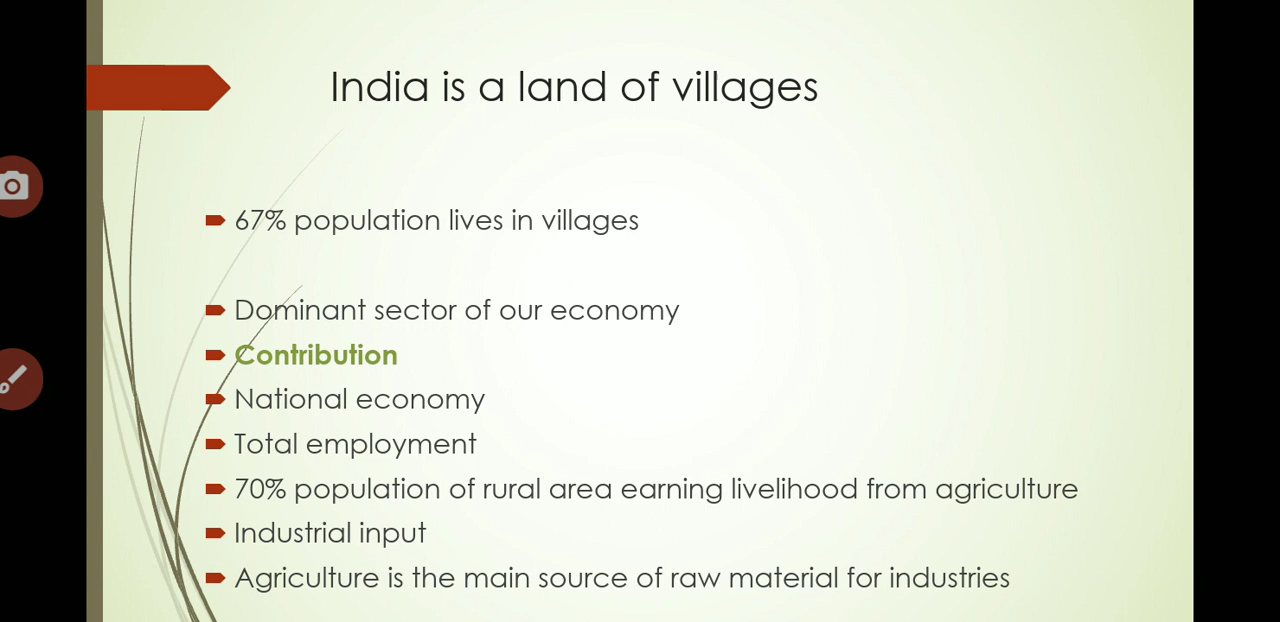 India is a land of villages
67% population lives in villages
Dominant sector of our economy
Contribution
National economy
Total employment
70% population of rural area earning livelihood from agriculture
Industrial input
Agriculture is the main source of raw material for industries